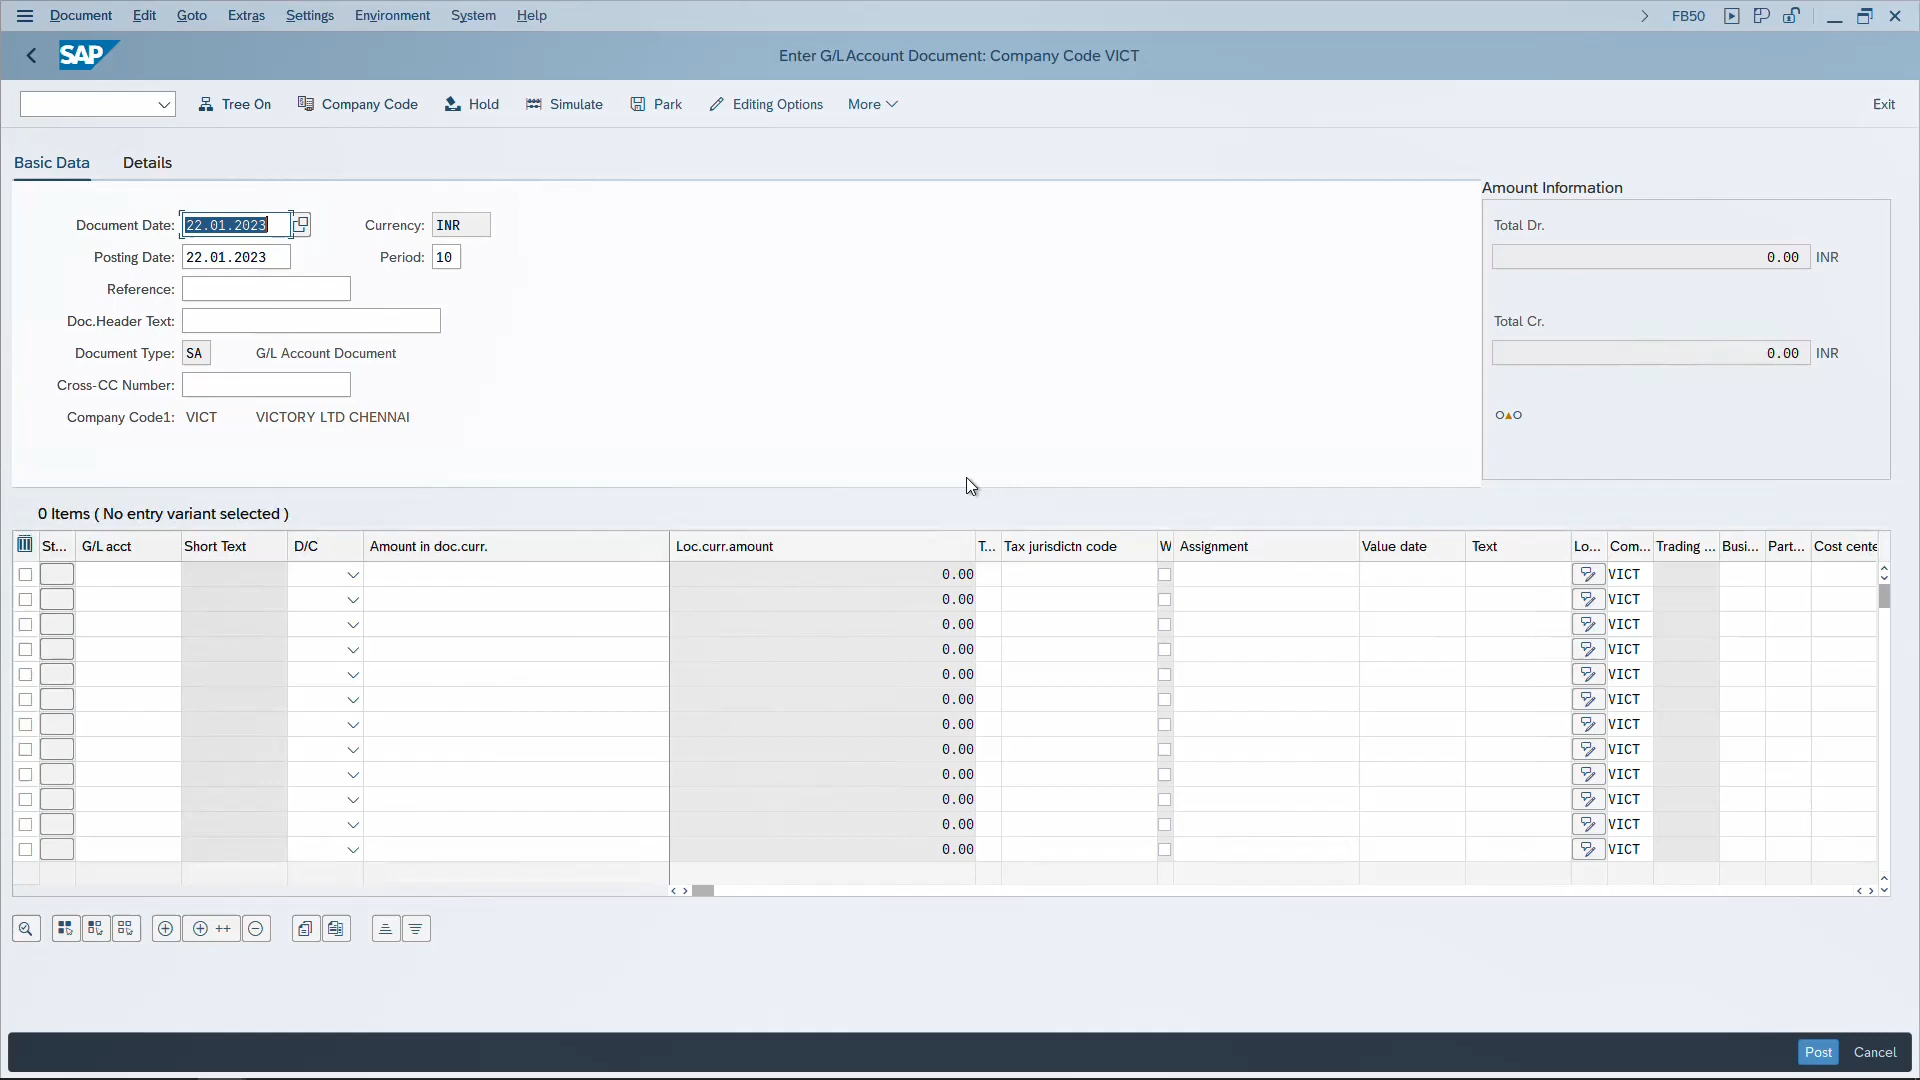 Document Edit Goto Extras Settings Environment System Help FB50
SAP Enter G/L Account Document: Company Code VICT
Tree On Company Code Hold Simulate Park Editing Options More Exit
Basic Data Details
Amount Information
Document Date: 22.01.2023 Currency: INR Total Dr.
Posting Date: 22.01.2023 Period: 10 0.00 INR
Reference:
Doc.Header Text: Total Cr.
Document Type: SA G/L Account Document 0.00 INR
Cross-CC Number:
Company Code1: VICT VICTORY LTD CHENNAI
0 Items ( No entry variant selected )
St... G/L acct Short Text D/C Amount in doc.curr. Loc.curr.amount T... Tax jurisdictn code W Assignment Value date Text Lo... Com... Trading ... Busi... Part... Cost cente
0.00 VICT
0.00 VICT
0.00 VICT
0.00 VICT
0.00 VICT
0.00 VICT
0.00 VICT
0.00 VICT
0.00 VICT
0.00 VICT
0.00 VICT
0.00 VICT
++
Post Cancel